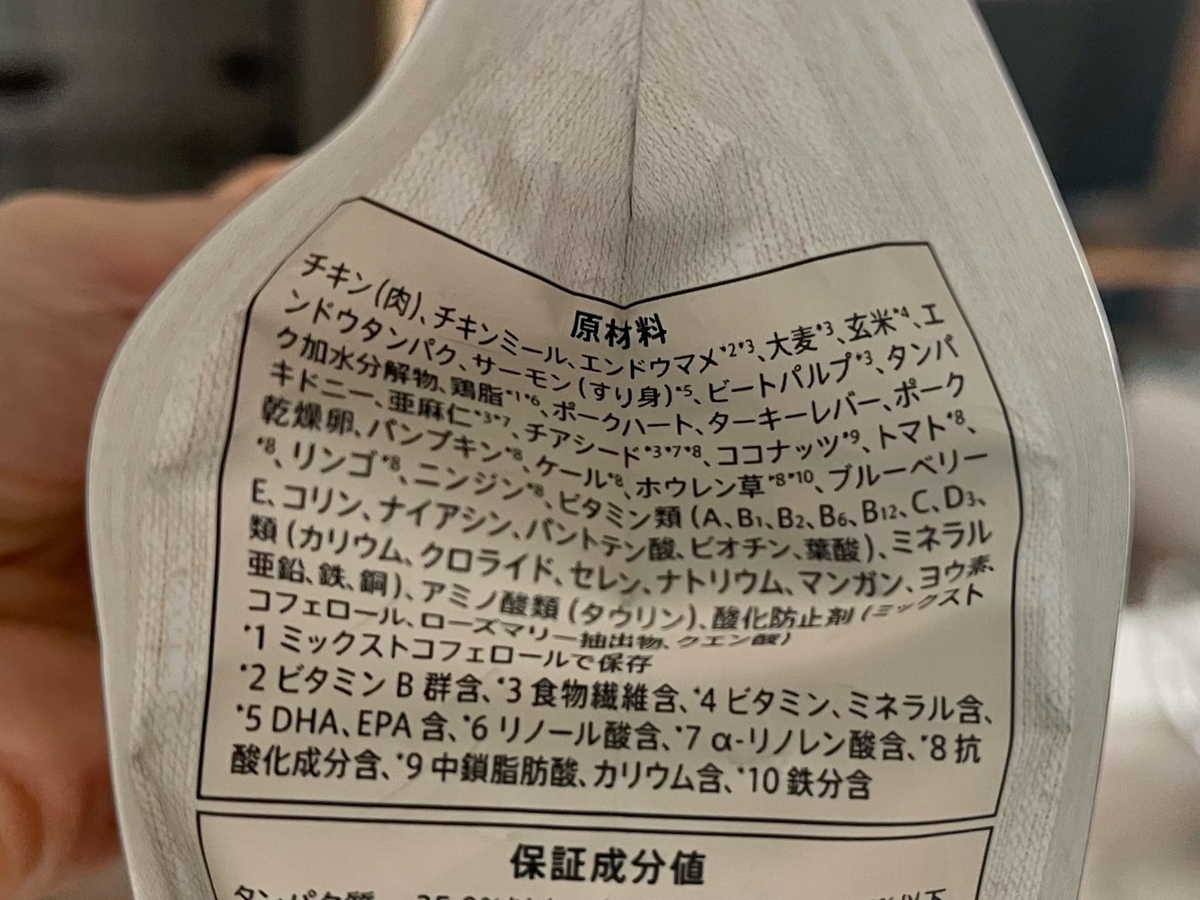 原材料
チキン(肉)、チキンミール、エンドウマメ*2*3、大麦*3、玄米*4、エ
ンドウタンパク、サーモン(すり身)*5、ビートパルプ*3、タンパ
ク加水分解物、鶏脂*1*6、ポークハート、ターキーレバー、ポーク
キドニー、亜麻仁*3*7、チアシード*3*7*8、ココナッツ*9、トマト*8、
乾燥卵、パンプキン*8、ケール*8、ホウレン草*8*10、ブルーベリー
*8、リンゴ*8、ニンジン*8、ビタミン類(A、B₁、B₂、B₆、B₁₂、C、D₃、
E、コリン、ナイアシン、パントテン酸、ビオチン、葉酸)、ミネラル
類(カリウム、クロライド、セレン、ナトリウム、マンガン、ヨウ素、
亜鉛、鉄、銅)、アミノ酸類(タウリン)、酸化防止剤(ミックスト
コフェロール、ローズマリー抽出物、クエン酸)
*1 ミックストコフェロールで保存
*2 ビタミン B 群含、*3 食物繊維含、*4 ビタミン、ミネラル含、
*5 DHA、EPA 含、*6 リノール酸含、*7 α-リノレン酸含、*8 抗
酸化成分含、*9 中鎖脂肪酸、カリウム含、*10 鉄分含
保証成分値
タンパク質